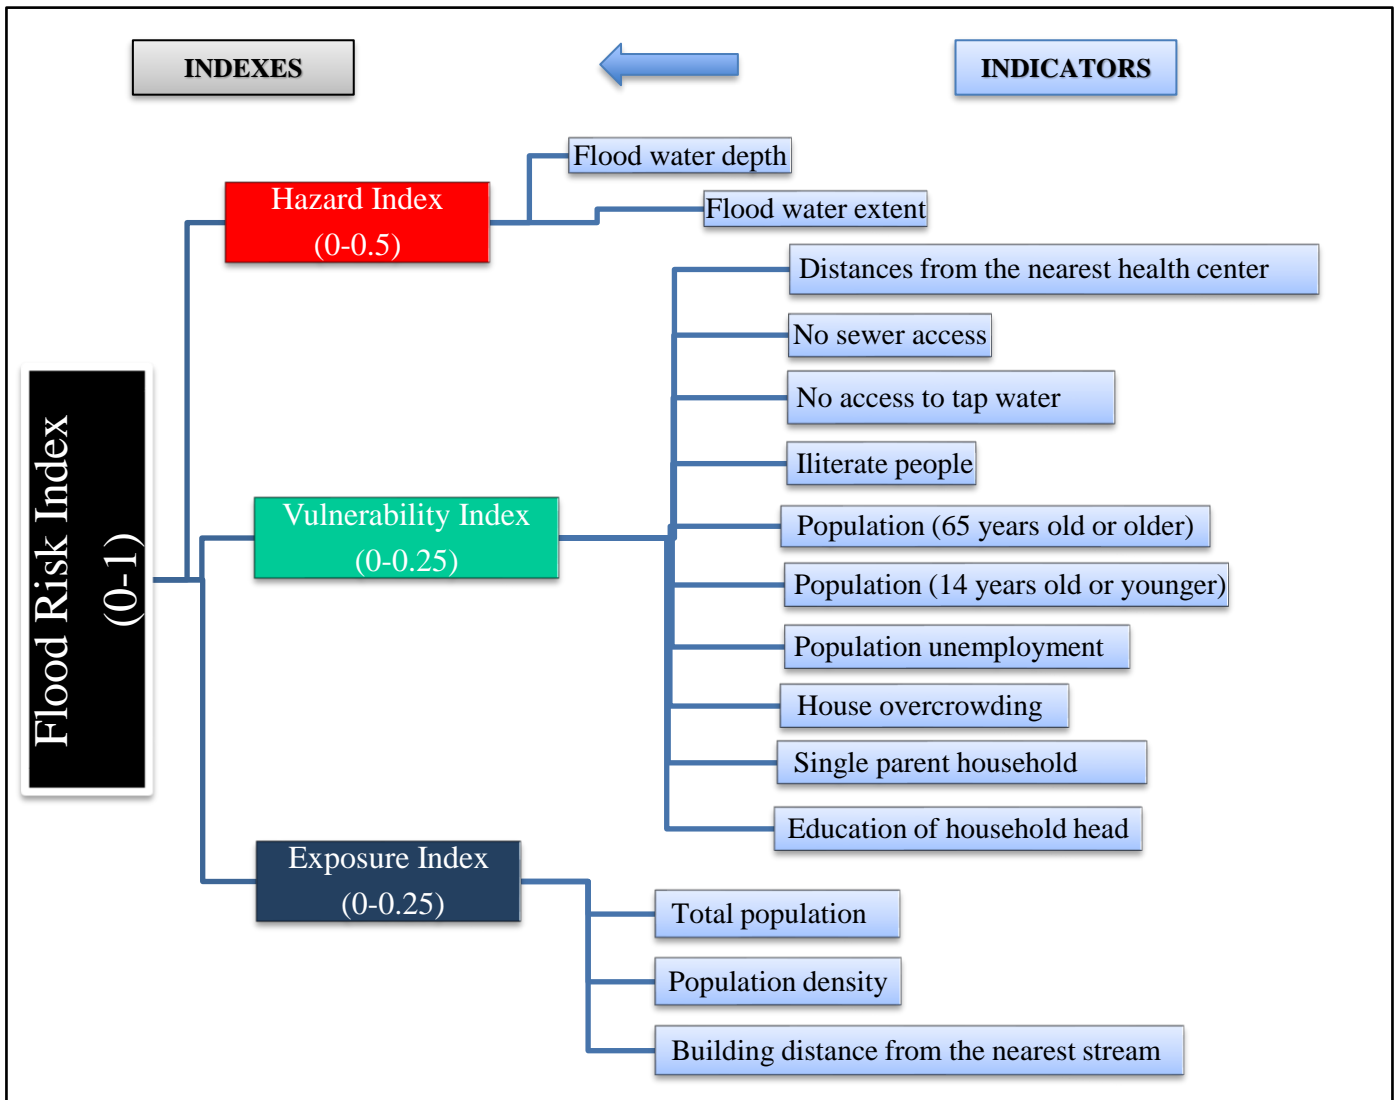 INDEXES
INDICATORS
Flood water depth
Hazard Index
(0-0.5)
Flood water extent
Distances from the nearest health center
No sewer access
No access to tap water
Iliterate people
Flood Risk Index
(0-1)
Vulnerability Index
(0-0.25)
Population (65 years old or older)
Population (14 years old or younger)
Population unemployment
House overcrowding
Single parent household
Education of household head
Exposure Index
(0-0.25)
Total population
Population density
Building distance from the nearest stream